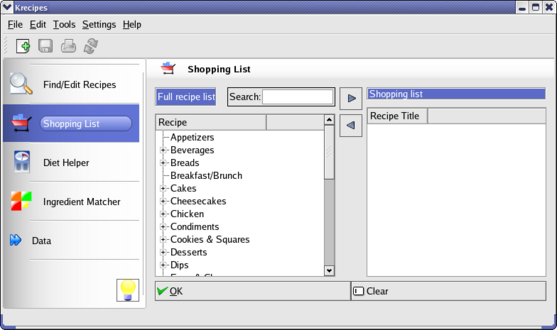 Krecipes
File Edit Tools Settings Help
Find/Edit Recipes
Shopping List
Diet Helper
Ingredient Matcher
Data
Shopping List
Full recipe list
Search:
Recipe
Appetizers
Beverages
Breads
Breakfast/Brunch
Cakes
Cheesecakes
Chicken
Condiments
Cookies & Squares
Desserts
Dips
Shopping list
Recipe Title
OK
Clear